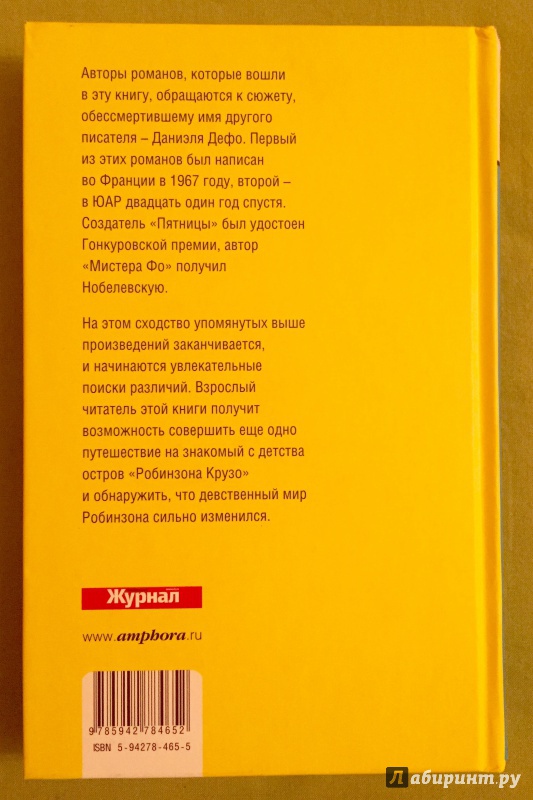 Авторы романов, которые вошли
в эту книгу, обращаются к сюжету,
обессмертившему имя другого
писателя – Даниэля Дефо. Первый
из этих романов был написан
во Франции в 1967 году, второй –
в ЮАР двадцать один год спустя.
Создатель «Пятницы» был удостоен
Гонкуровской премии, автор
«Мистера Фо» получил
Нобелевскую.
На этом сходство упомянутых выше
произведений заканчивается,
и начинаются увлекательные
поиски различий. Взрослый
читатель этой книги получит
возможность совершить еще одно
путешествие на знакомый с детства
остров «Робинзона Крузо»
и обнаружить, что девственный мир
Робинзона сильно изменился.
Журнал
www.amphora.ru
9 785942 784652
ISBN 5-94278-465-5
Лабиринт.ру